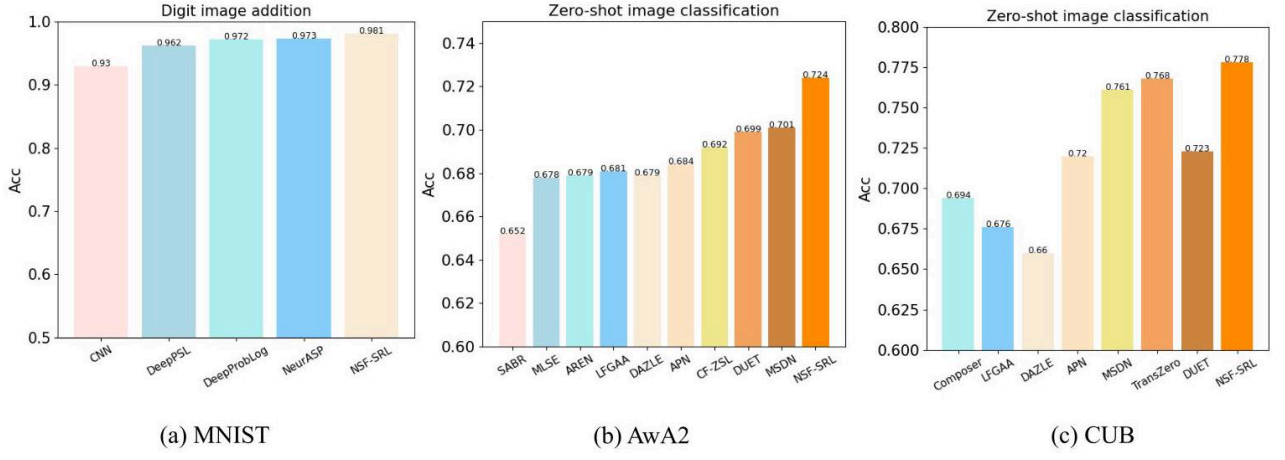 Digit image addition
Acc
1.0
0.9
0.8
0.7
0.6
0.5
0.93
0.962
0.972
0.973
0.981
CNN
DeepPSL
DeepProbLog
NeurASP
NSF-SRL
(a) MNIST
Zero-shot image classification
Acc
0.74
0.72
0.70
0.68
0.66
0.64
0.62
0.60
0.652
0.678
0.679
0.681
0.679
0.684
0.692
0.699
0.701
0.724
SABR
MLSE
AREN
LFGAA
DAZLE
APN
CF-ZSL
DUET
MSDN
NSF-SRL
(b) AwA2
Zero-shot image classification
Acc
0.800
0.775
0.750
0.725
0.700
0.675
0.650
0.625
0.600
0.694
0.676
0.66
0.72
0.761
0.768
0.723
0.778
Composer
LFGAA
DAZLE
APN
MSDN
TransZero
DUET
NSF-SRL
(c) CUB